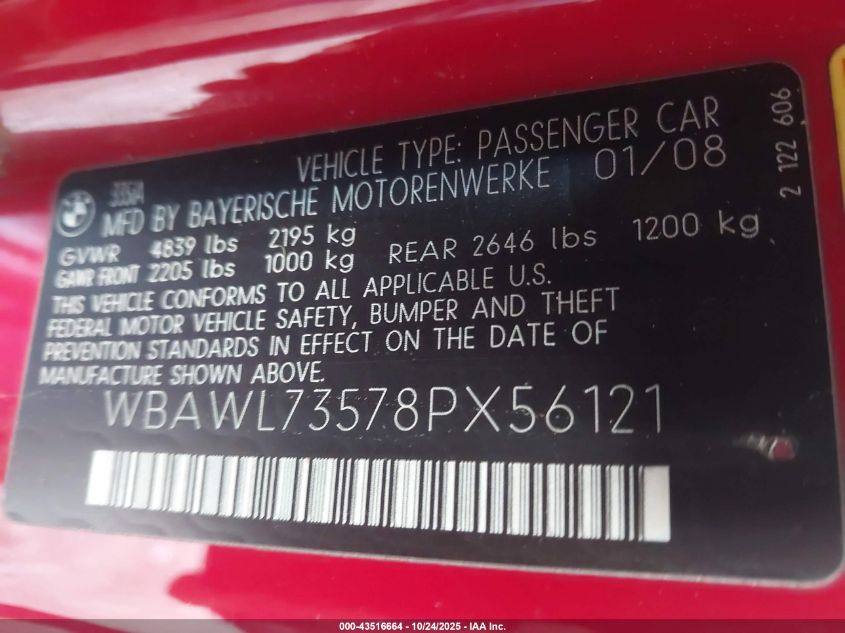 VEHICLE TYPE: PASSENGER CAR
335iA
MFD BY BAYERISCHE MOTORENWERKE 01/08
GVWR 4839 lbs 2195 kg
GAWR FRONT 2205 lbs 1000 kg REAR 2646 lbs 1200 kg
THIS VEHICLE CONFORMS TO ALL APPLICABLE U.S.
FEDERAL MOTOR VEHICLE SAFETY, BUMPER AND THEFT
PREVENTION STANDARDS IN EFFECT ON THE DATE OF
MANUFACTURE SHOWN ABOVE.
WBAWL73578PX56121
2 122 606
000-43516664 | 10/24/2025 | IAA Inc.